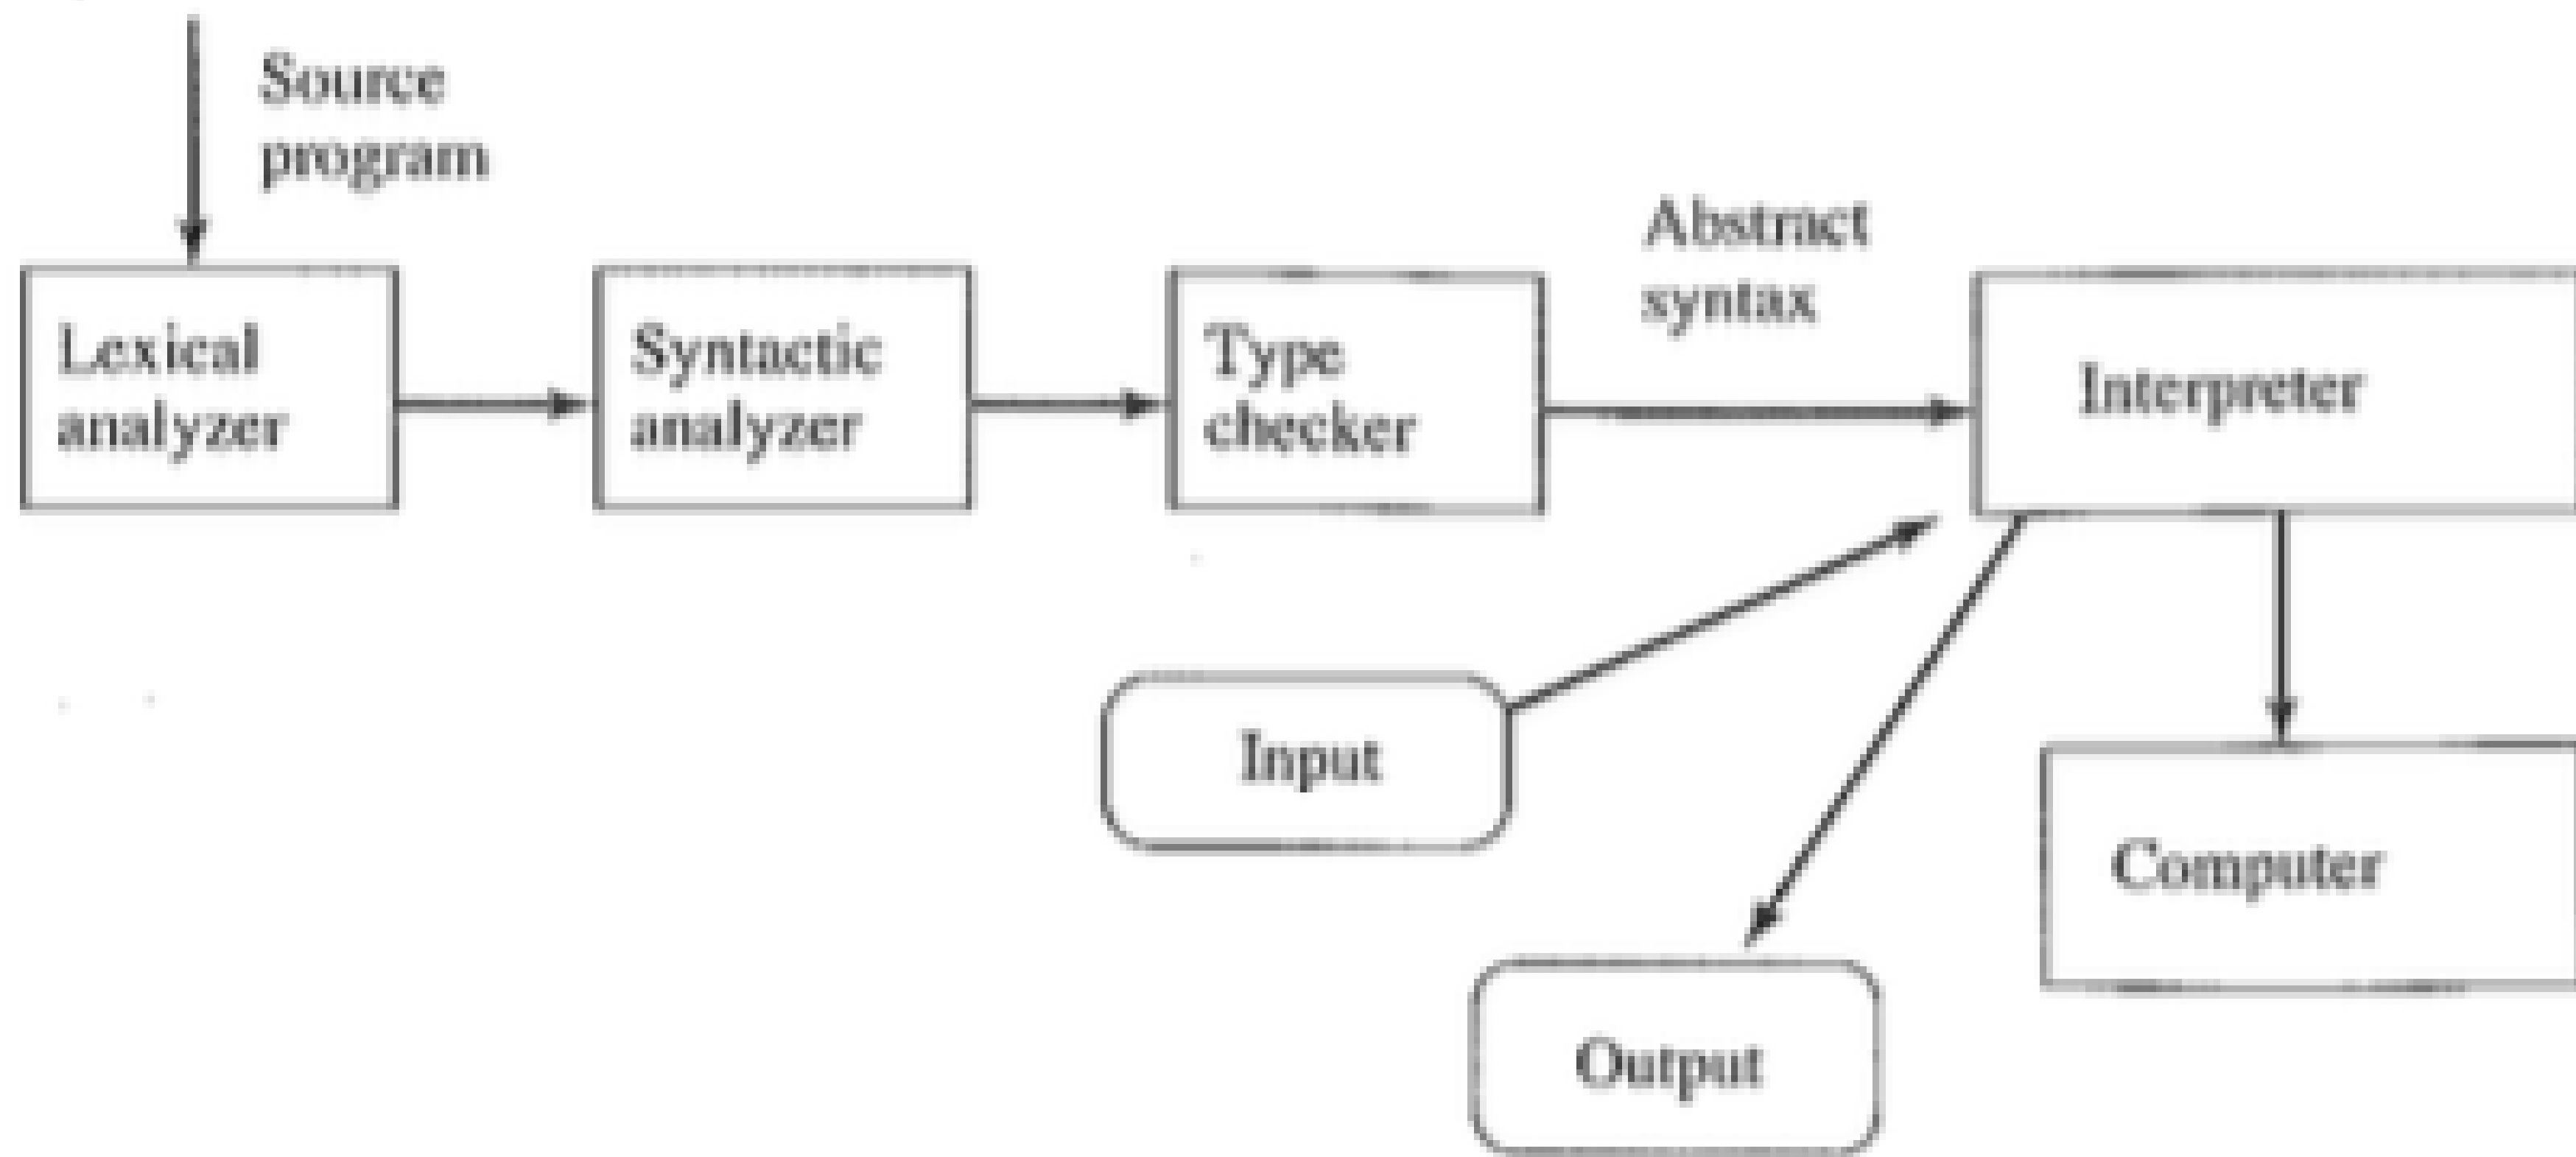 Source
program
Lexical
analyzer
Syntactic
analyzer
Type
checker
Abstract
syntax
Interpreter
Input
Output
Computer